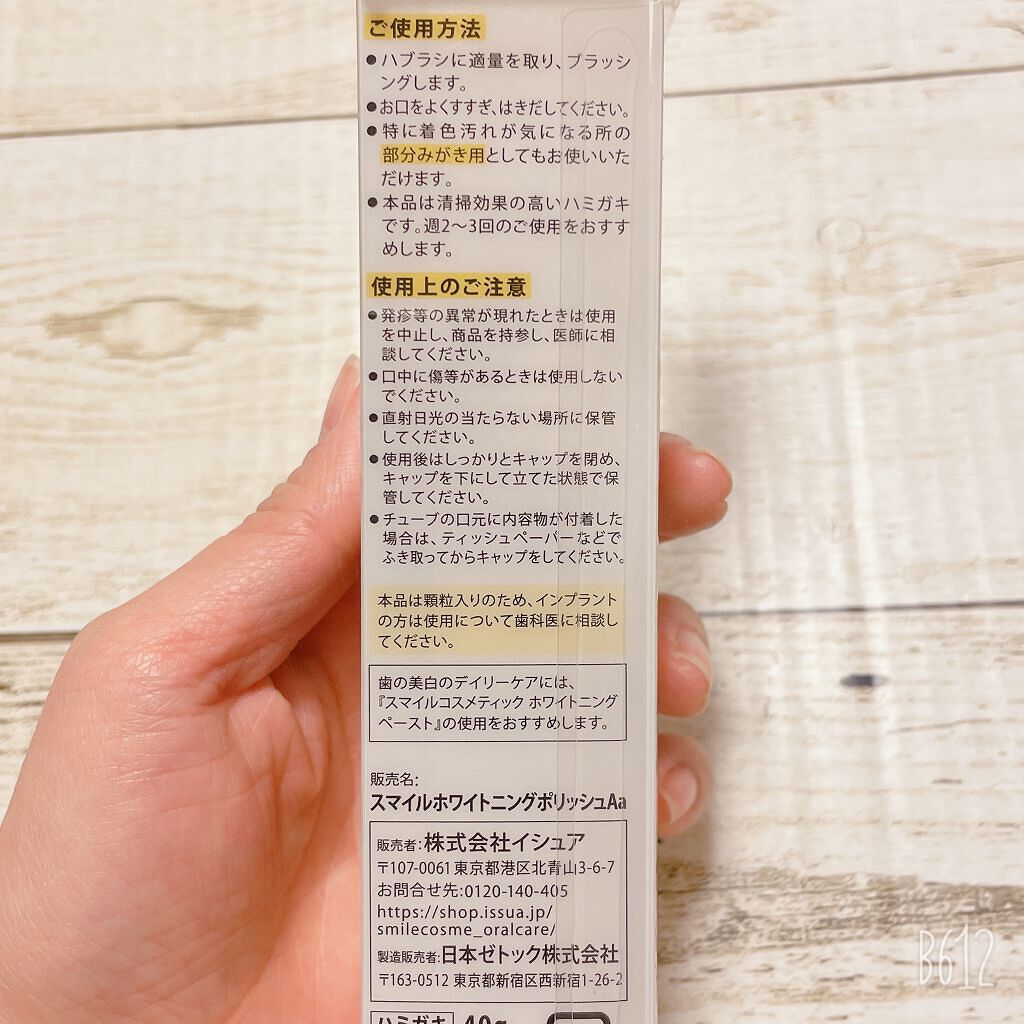 ご使用方法
●ハブラシに適量を取り、ブラッシ
ングします。
●お口をよくすすぎ、はきだしてください。
●特に着色汚れが気になる所の
部分みがき用としてもお使いいた
だけます。
●本品は清掃効果の高いハミガキ
です。週2〜3回のご使用をおすす
めします。
使用上のご注意
●発疹等の異常が現れたときは使用
を中止し、商品を持参し、医師に相
談してください。
●口中に傷等があるときは使用しない
でください。
●直射日光の当たらない場所に保管
してください。
●使用後はしっかりとキャップを閉め、
キャップを下にして立てた状態で保
管してください。
●チューブの口元に内容物が付着した
場合は、ティッシュペーパーなどで
ふき取ってからキャップをしてください。
本品は顆粒入りのため、インプラント
の方は使用について歯科医に相談し
てください。
歯の美白のデイリーケアには、
『スマイルコスメティック ホワイトニング
ペースト』の使用をおすすめします。
販売名:
スマイルホワイトニングポリッシュAa
販売者:株式会社イシュア
〒107-0061 東京都港区北青山3-6-7
お問合せ先:0120-140-405
https://shop.issua.jp/
smilecosme_oralcare/
製造販売者:日本ゼトック株式会社
〒163-0512 東京都新宿区西新宿1-26-2
ハミガキ 40g
B612